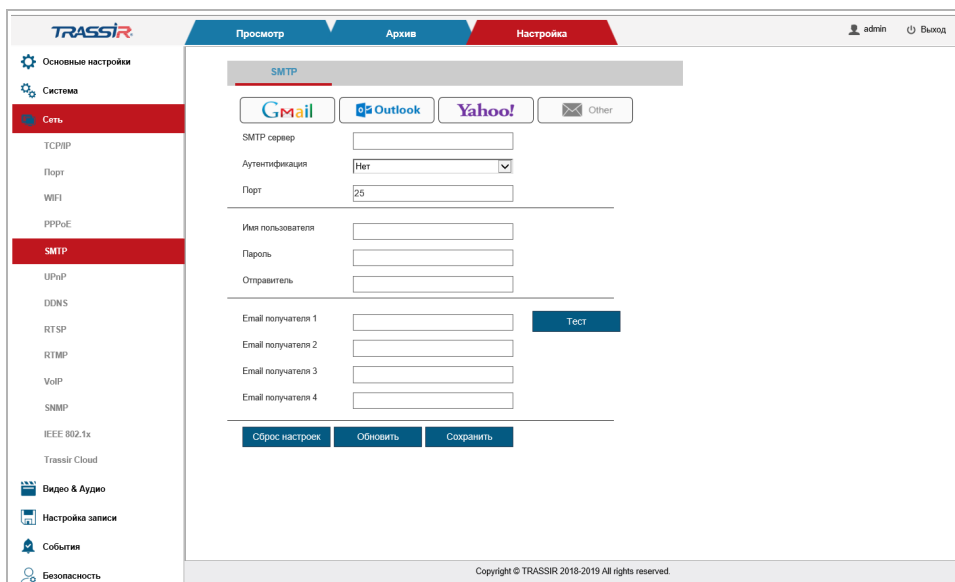 TRASSIR
Просмотр
Архив
Настройка
admin
Выход
Основные настройки
Система
Сеть
TCP/IP
Порт
WIFI
PPPoE
SMTP
UPnP
DDNS
RTSP
RTMP
VoIP
SNMP
IEEE 802.1x
Trassir Cloud
Видео & Аудио
Настройка записи
События
Безопасность
SMTP
Gmail
Outlook
Yahoo!
Other
SMTP сервер
Аутентификация
Нет
Порт
25
Имя пользователя
Пароль
Отправитель
Email получателя 1
Тест
Email получателя 2
Email получателя 3
Email получателя 4
Сброс настроек
Обновить
Сохранить
Copyright © TRASSIR 2018-2019 All rights reserved.